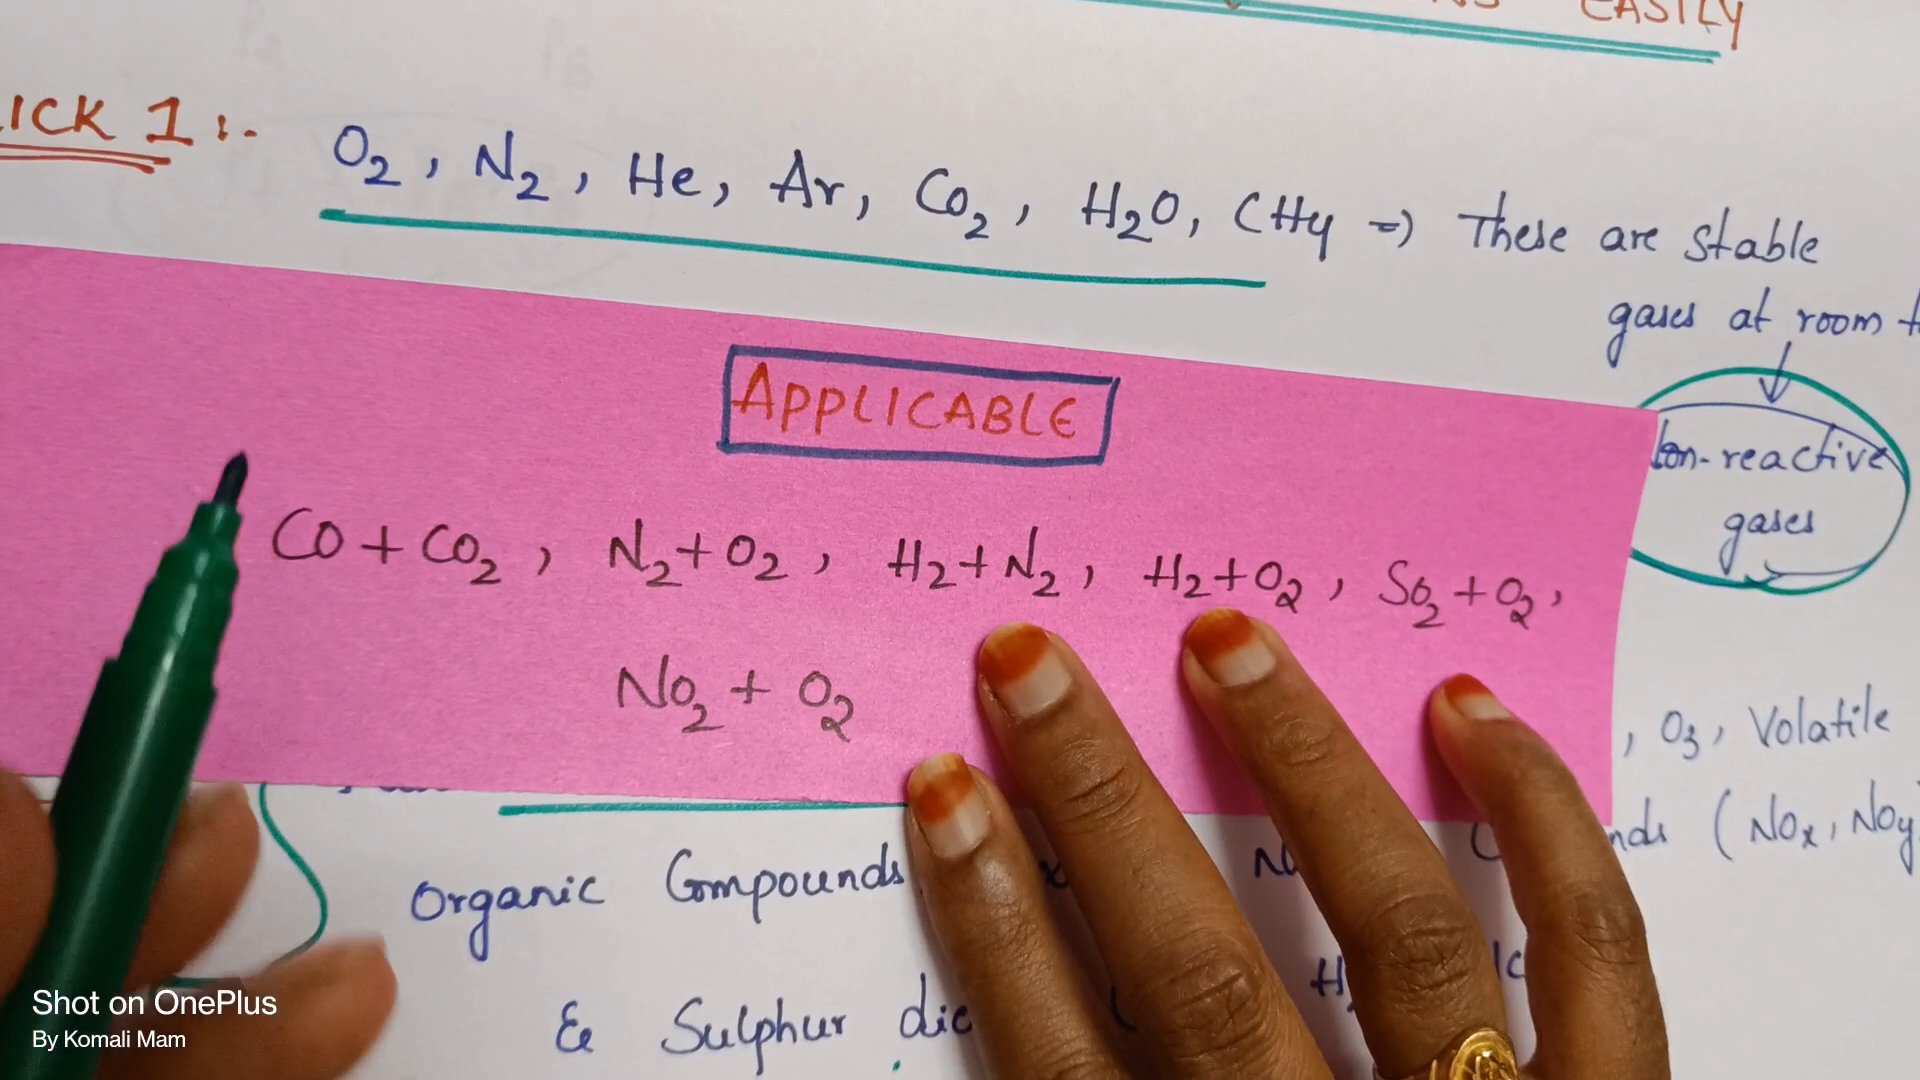 EASILY
ICK 1 :-
O2, N2, He, Ar, Co2, H2O, CH4 => These are stable
gases at room
Non-reactive
gases
APPLICABLE
CO + CO2, N2 + O2, H2 + N2, H2 + O2, SO2 + O2,
NO2 + O2
, O3, Volatile
Organic Compounds (NOx, NOy
& Sulphur
Shot on OnePlus
By Komali Mam